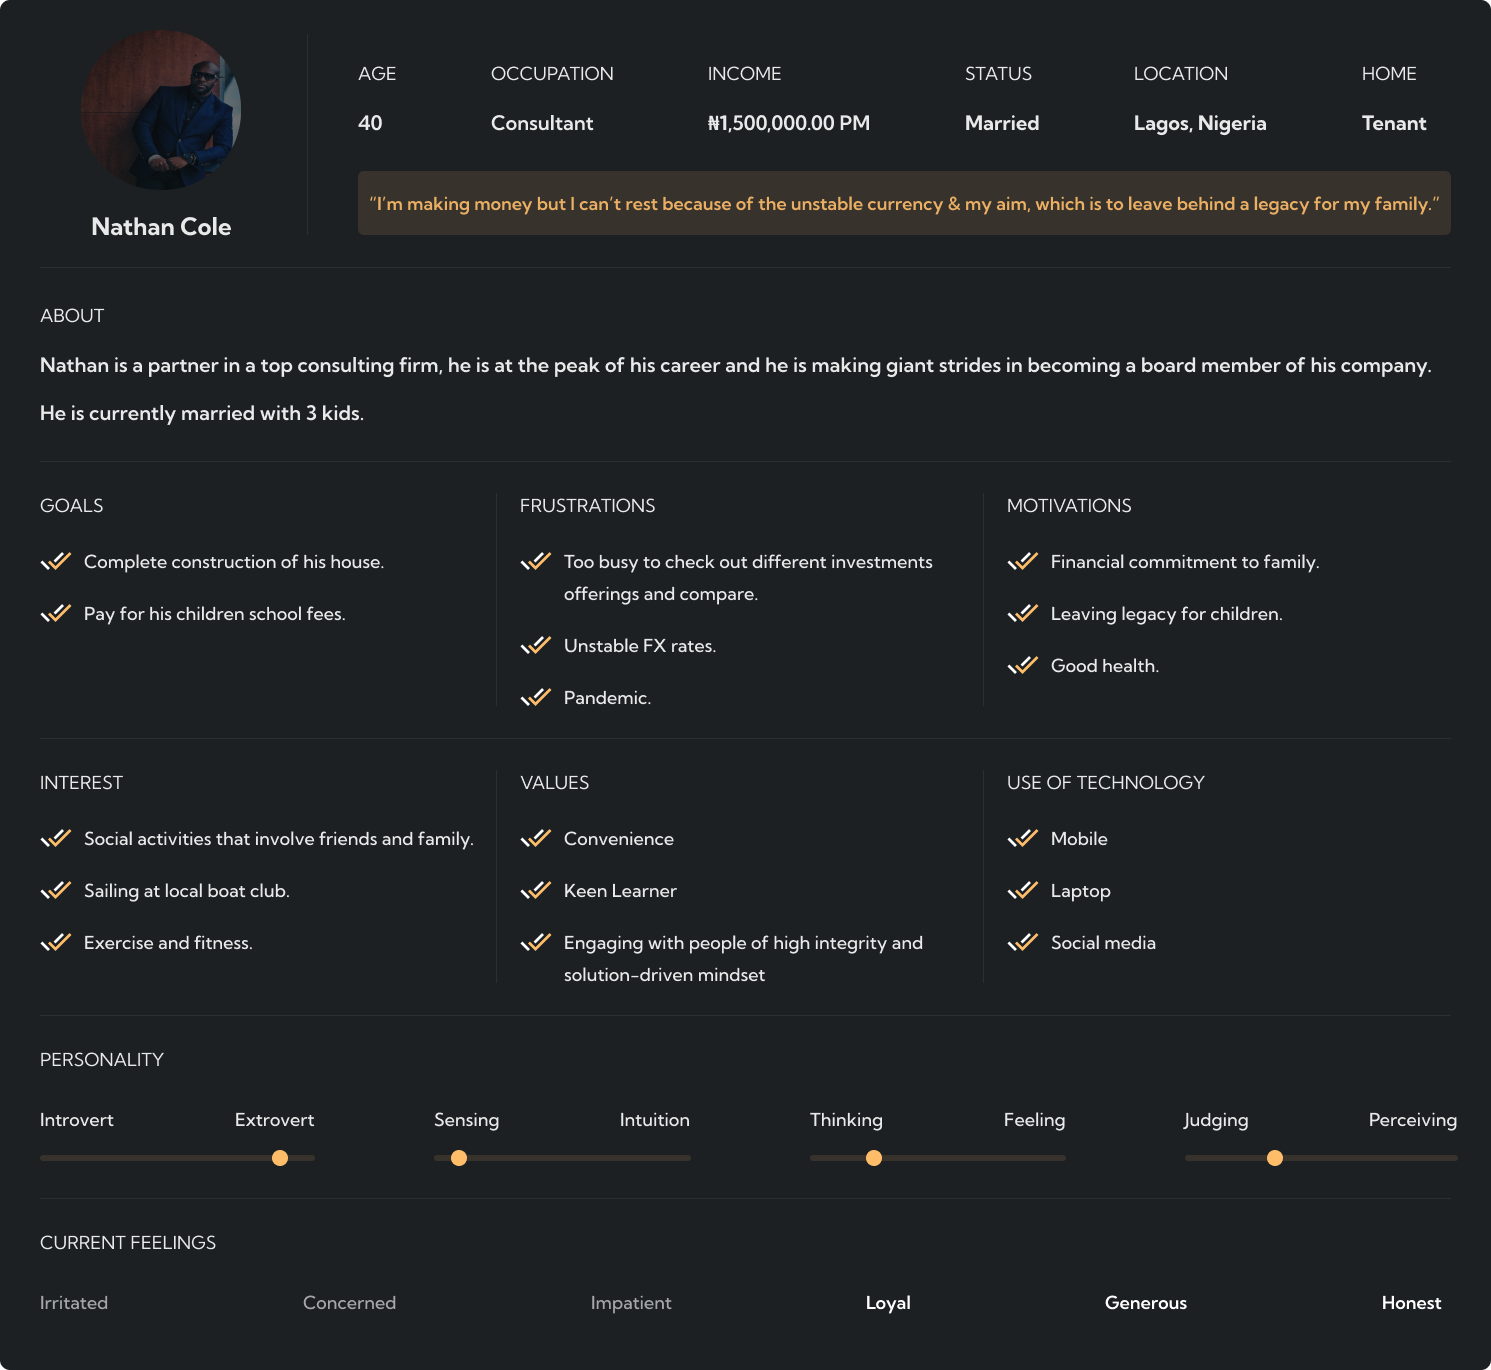 Nathan Cole
AGE
40
OCCUPATION
Consultant
INCOME
₦1,500,000.00 PM
STATUS
Married
LOCATION
Lagos, Nigeria
HOME
Tenant
“I’m making money but I can’t rest because of the unstable currency & my aim, which is to leave behind a legacy for my family.”
ABOUT
Nathan is a partner in a top consulting firm, he is at the peak of his career and he is making giant strides in becoming a board member of his company.
He is currently married with 3 kids.
GOALS
Complete construction of his house.
Pay for his children school fees.
FRUSTRATIONS
Too busy to check out different investments
offerings and compare.
Unstable FX rates.
Pandemic.
MOTIVATIONS
Financial commitment to family.
Leaving legacy for children.
Good health.
INTEREST
Social activities that involve friends and family.
Sailing at local boat club.
Exercise and fitness.
VALUES
Convenience
Keen Learner
Engaging with people of high integrity and
solution-driven mindset
USE OF TECHNOLOGY
Mobile
Laptop
Social media
PERSONALITY
Introvert Extrovert
Sensing Intuition
Thinking Feeling
Judging Perceiving
CURRENT FEELINGS
Irritated Concerned Impatient Loyal Generous Honest